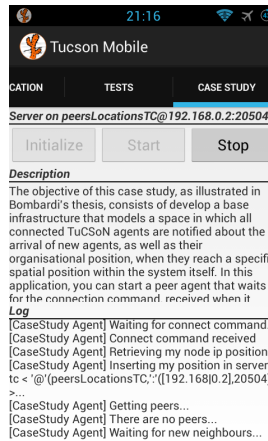 21:16
Tucson Mobile
CATION TESTS CASE STUDY
Server on peersLocationsTC@192.168.0.2:20504
Initialize Start Stop
Description
The objective of this case study, as illustrated in
Bombardi's thesis, consists of develop a base
infrastructure that models a space in which all
connected TuCSoN agents are notified about the
arrival of new agents, as well as their
organisational position, when they reach a specifi
spatial position within the system itself. In this
application, you can start a peer agent that waits
for the connection command, received when it
Log
[CaseStudy Agent] Waiting for connect command.
[CaseStudy Agent] Connect command received
[CaseStudy Agent] Retrieving my node ip position
[CaseStudy Agent] Inserting my position in server
tc < '@'(peersLocationsTC,':'([192.168|0.2],20504)
>...
[CaseStudy Agent] Getting peers...
[CaseStudy Agent] There are no peers...
[CaseStudy Agent] Waiting for new neighbours...